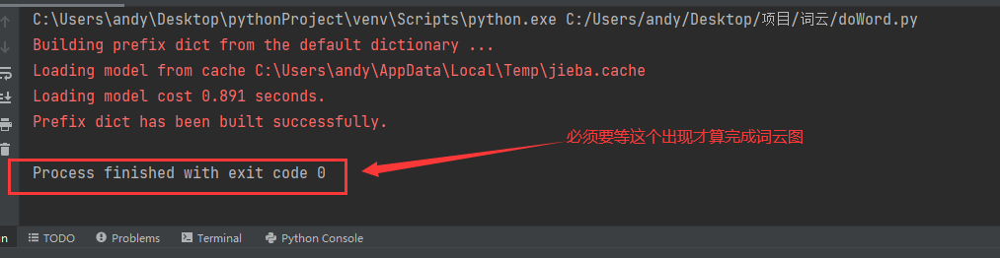 C:\Users\andy\Desktop\pythonProject\venv\Scripts\python.exe C:/Users/andy/Desktop/项目/词云/doWord.py
Building prefix dict from the default dictionary ...
Loading model from cache C:\Users\andy\AppData\Local\Temp\jieba.cache
Loading model cost 0.891 seconds.
Prefix dict has been built successfully.
必须要等这个出现才算完成词云图
Process finished with exit code 0
n TODO Problems Terminal Python Console